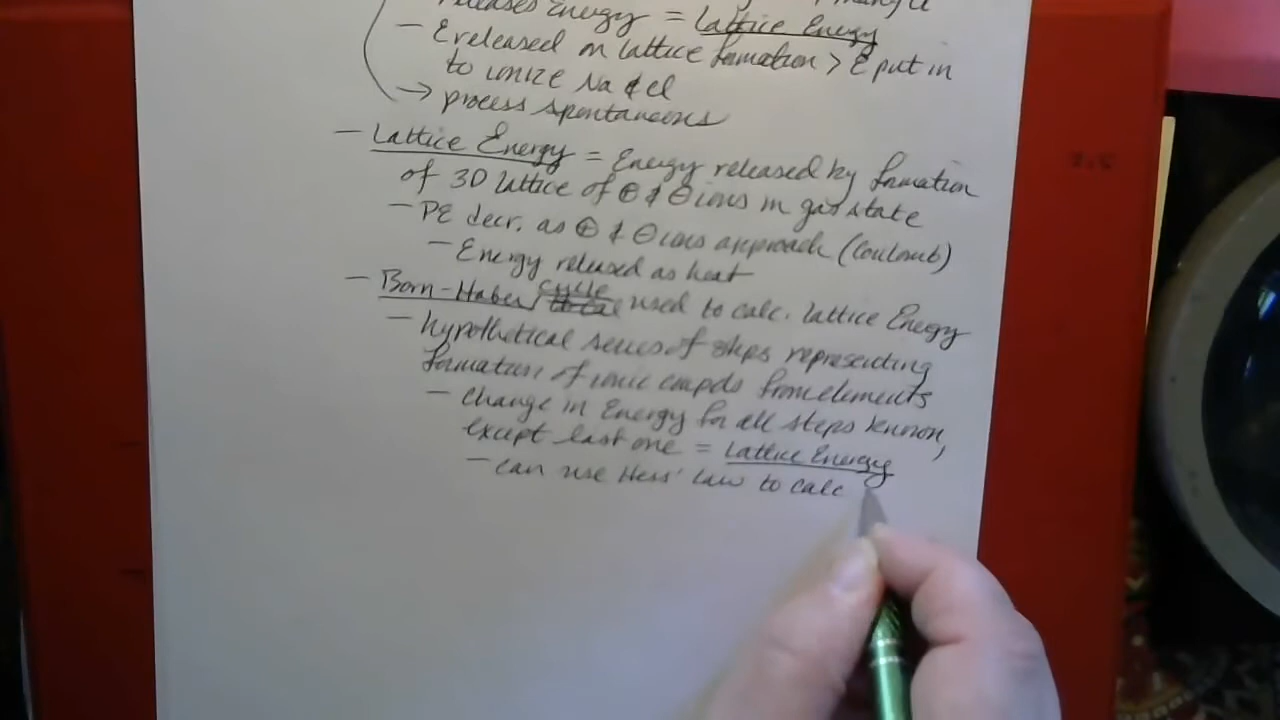 releases Energy = Lattice Energy
- E released on lattice formation > E put in
to ionize Na & Cl
→ process spontaneous
- Lattice Energy = Energy released by formation
of 3D lattice of ⊕ & ⊖ ions in gas state
- PE decr. as ⊕ & ⊖ ions approach (Coulomb)
- Energy released as heat
- Born-Haber cycle used to calc. Lattice Energy
- hypothetical series of steps representing
formation of ionic cmpds from elements
- change in Energy for all steps known,
except last one = Lattice Energy
- can use Hess' Law to calc